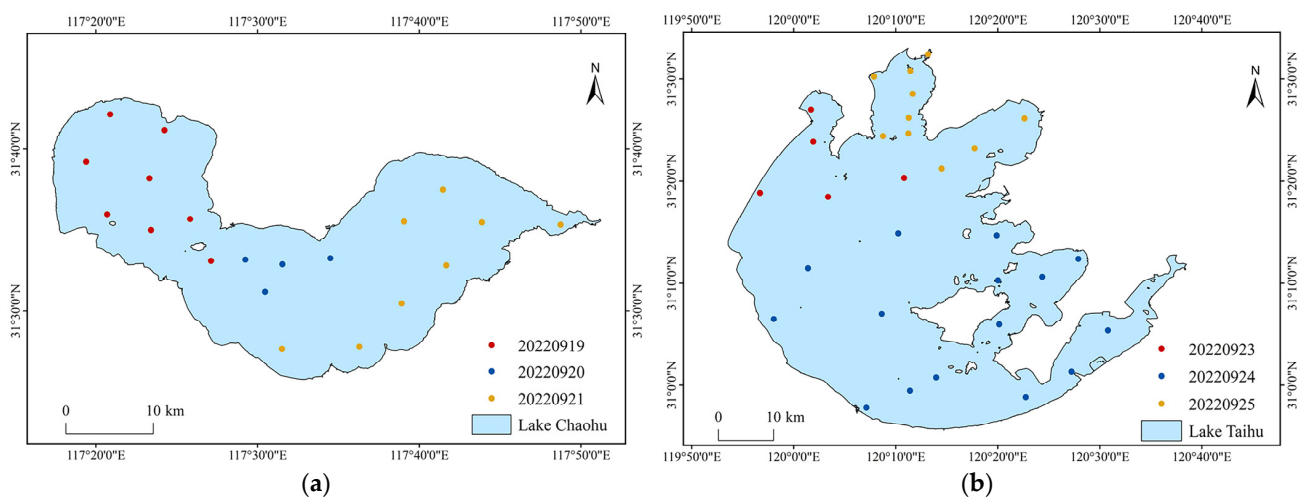 117°20'0"E 117°30'0"E 117°40'0"E 117°50'0"E
31°40'0"N
31°30'0"N
N
31°40'0"N
31°30'0"N
20220919
20220920
20220921
Lake Chaohu
0 10 km
117°20'0"E 117°30'0"E 117°40'0"E 117°50'0"E
(a)
119°50'0"E 120°0'0"E 120°10'0"E 120°20'0"E 120°30'0"E 120°40'0"E
31°30'0"N
31°20'0"N
31°10'0"N
31°0'0"N
N
31°30'0"N
31°20'0"N
31°10'0"N
31°0'0"N
20220923
20220924
20220925
Lake Taihu
0 10 km
119°50'0"E 120°0'0"E 120°10'0"E 120°20'0"E 120°30'0"E 120°40'0"E
(b)